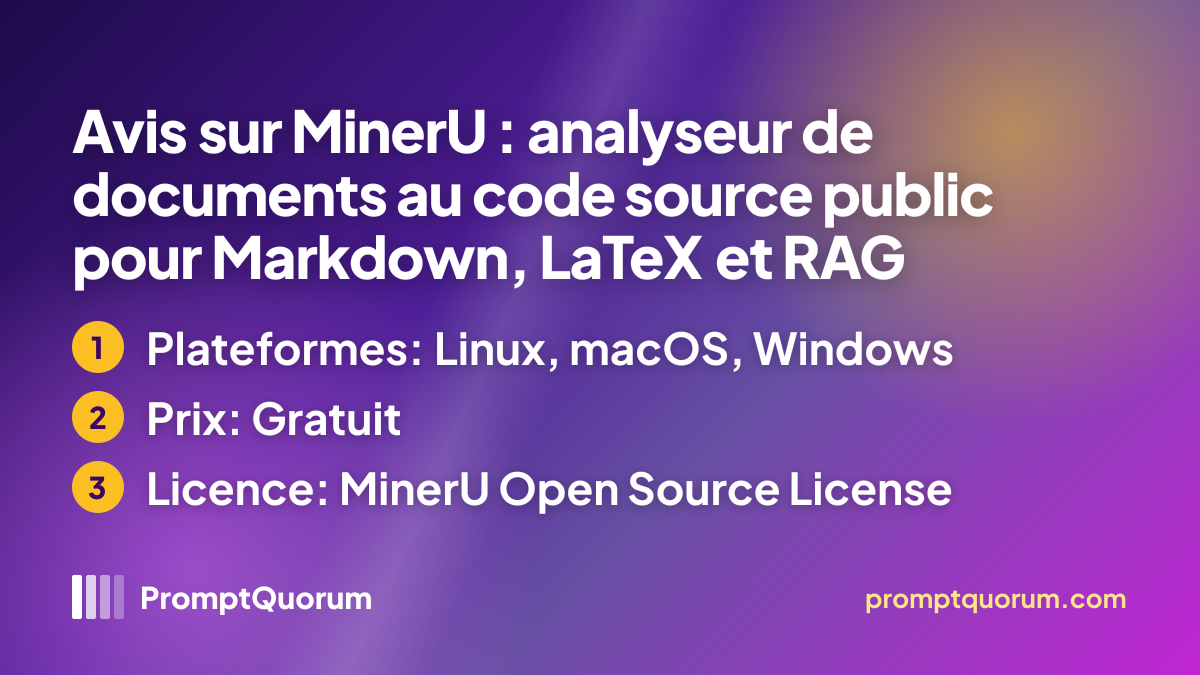 Avis sur MinerU : analyseur de
documents au code source public
pour Markdown, LaTeX et RAG
1 Plateformes: Linux, macOS, Windows
2 Prix: Gratuit
3 Licence: MinerU Open Source License
PromptQuorum
promptquorum.com